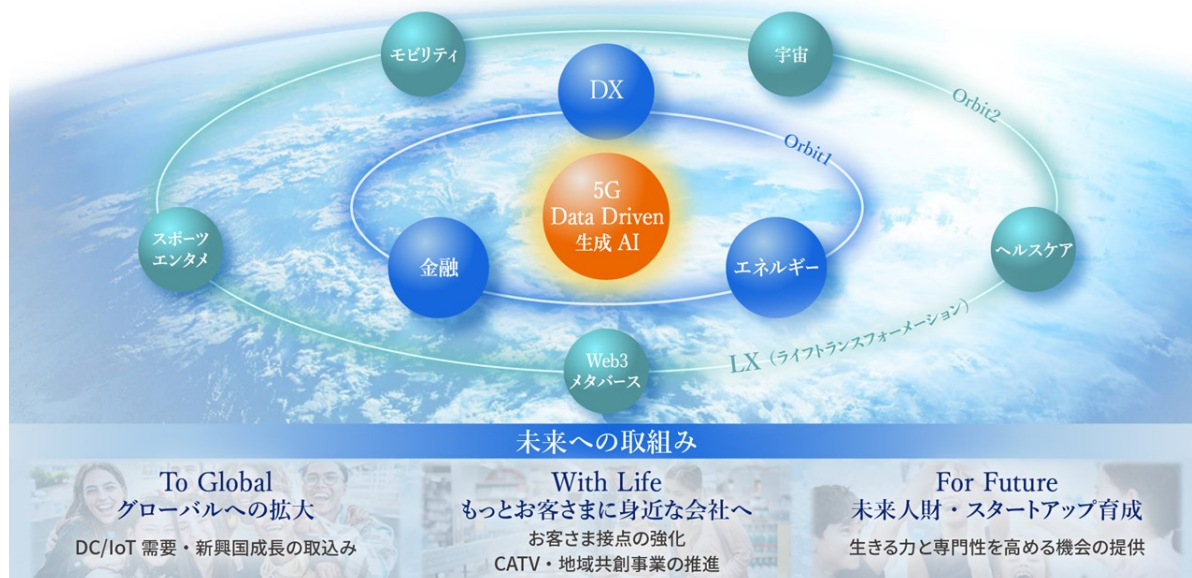 モビリティ
宇宙
DX
Orbit2
Orbit1
5G
Data Driven
生成 AI
スポーツ
エンタメ
金融
エネルギー
ヘルスケア
Web3
メタバース
LX(ライフトランスフォーメーション)
未来への取組み
To Global
グローバルへの拡大
DC/IoT 需要・新興国成長の取込み
With Life
もっとお客さまに身近な会社へ
お客さま接点の強化
CATV・地域共創事業の推進
For Future
未来人財・スタートアップ育成
生きる力と専門性を高める機会の提供